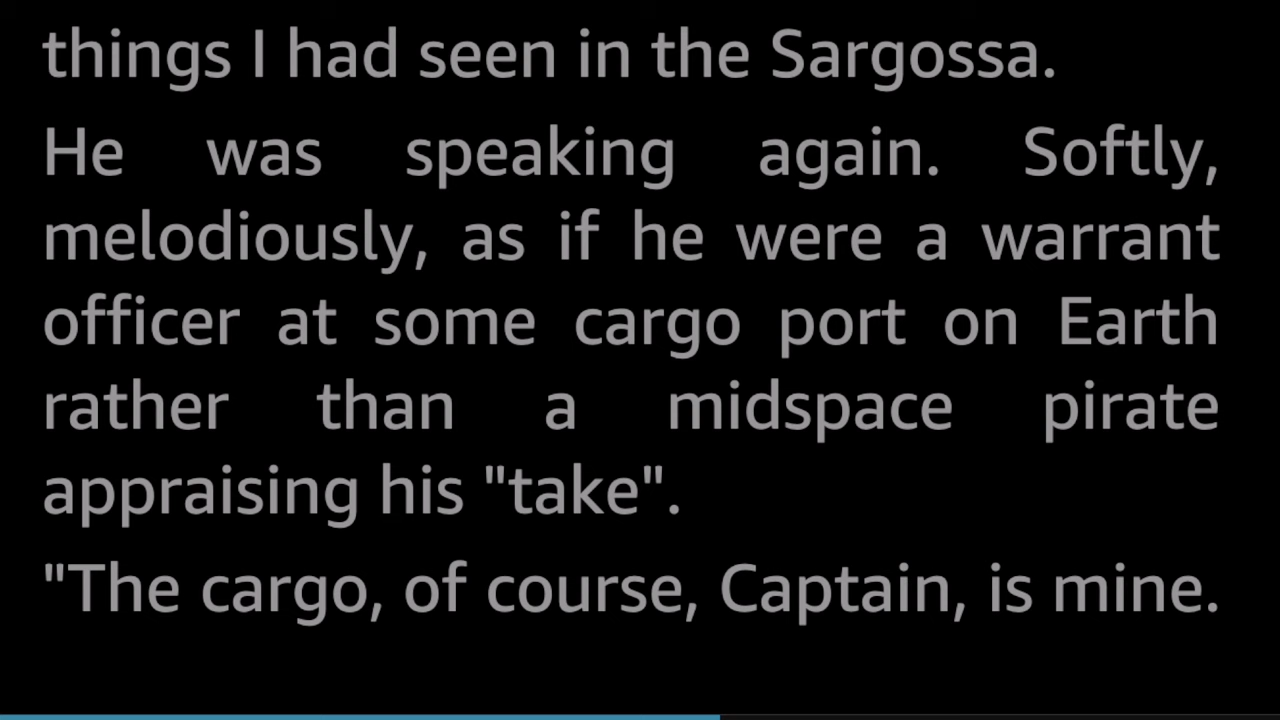 things I had seen in the Sargossa.
He was speaking again. Softly,
melodiously, as if he were a warrant
officer at some cargo port on Earth
rather than a midspace pirate
appraising his "take".
"The cargo, of course, Captain, is mine.